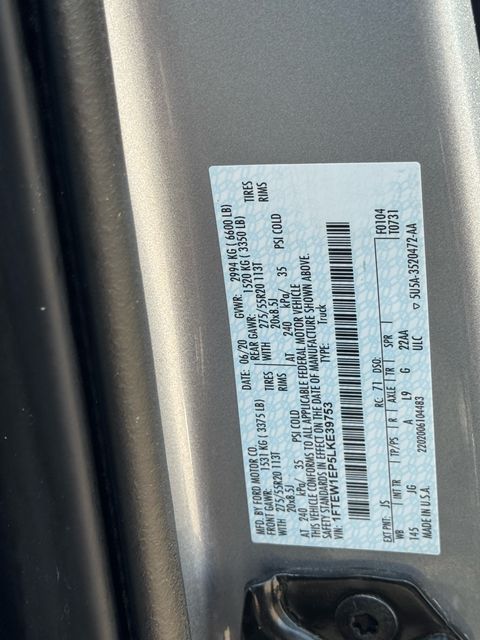 MFD. BY FORD MOTOR CO.
DATE: 06/20 GVWR: 2994 KG ( 6600 LB)
FRONT GAWR: 1531 KG ( 3375 LB) REAR GAWR: 1520 KG ( 3350 LB)
WITH 275/55R20 113T TIRES WITH 275/55R20 113T TIRES
20x8.5J RIMS 20x8.5J RIMS
AT 240 kPa/ 35 PSI COLD AT 240 kPa/ 35 PSI COLD
THIS VEHICLE CONFORMS TO ALL APPLICABLE FEDERAL MOTOR VEHICLE
SAFETY STANDARDS IN EFFECT ON THE DATE OF MANUFACTURE SHOWN ABOVE.
VIN: 1FTEW1EP5LKE39753 TYPE: Truck
F0104
T0731
EXT PNT: JS RC: 71 DSO:
WB INT TR TP/PS R AXLE TR SPR
145 JG A L9 G 22AA
2202006104483 ULC
MADE IN U.S.A. 5U5A-3520472-AA